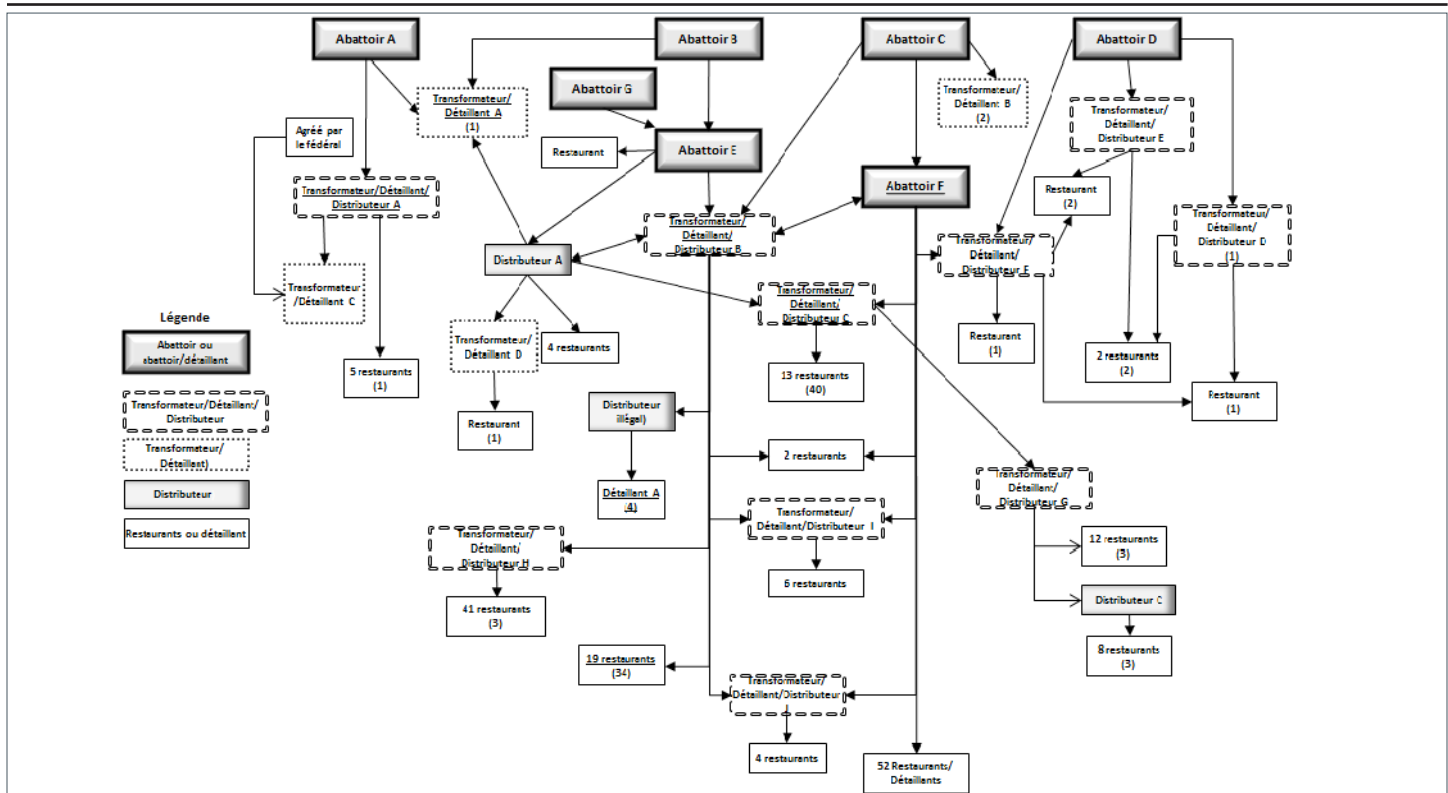 Abattoir A
Abattoir B
Abattoir C
Abattoir D
Abattoir G
Transformateur/
Détaillant A
(1)
Transformateur/
Détaillant B
(2)
Transformateur/
Détaillant/
Distributeur E
Agréé par
le fédéral
Restaurant
Abattoir E
Abattoir F
Restaurant
(2)
Transformateur/Détaillant/
Distributeur A
Transformateur/
Détaillant/
Distributeur B
Transformateur/
Détaillant/
Distributeur F
Transformateur/
Détaillant/
Distributeur D
(1)
Distributeur A
Transformateur
/Détaillant C
Transformateur/
Détaillant/
Distributeur C
Légende
Abattoir ou
abattoir/détaillant
Transformateur/Détaillant/
Distributeur
Transformateur/
Détaillant)
Distributeur
Restaurants ou détaillant
5 restaurants
(1)
Transformateur/
Détaillant D
4 restaurants
Restaurant
(1)
2 restaurants
(2)
13 restaurants
(40)
Restaurant
(1)
Restaurant
(1)
Distributeur
illégal)
2 restaurants
Détaillant A
(4)
Transformateur/
Détaillant/
Distributeur G
Transformateur/
Détaillant/Distributeur I
Transformateur/
Détaillant/
Distributeur H
12 restaurants
(3)
6 restaurants
41 restaurants
(3)
Distributeur C
8 restaurants
(3)
19 restaurants
(34)
Transformateur/
Détaillant/Distributeur
J
4 restaurants
52 Restaurants/
Détaillants